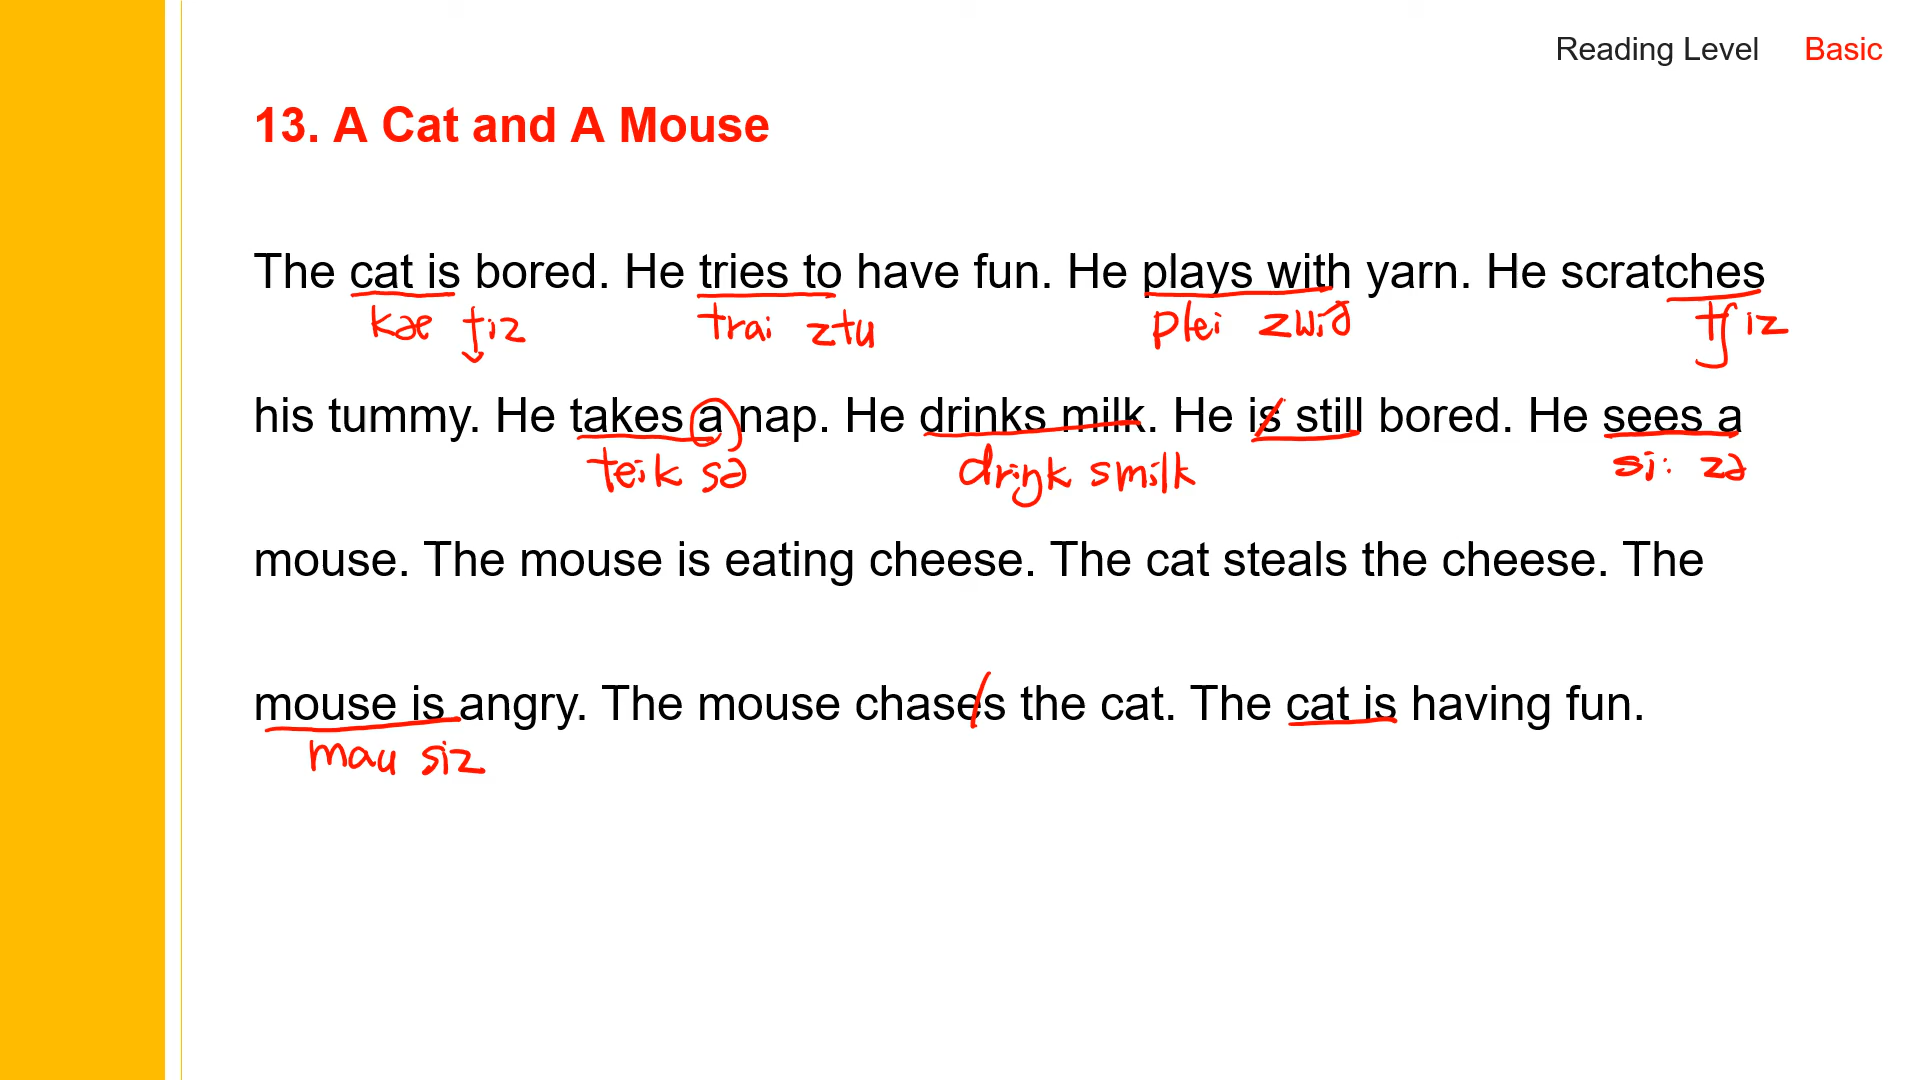 Reading Level Basic
13. A Cat and A Mouse
The cat is bored. He tries to have fun. He plays with yarn. He scratches
kæ tiz trai ztu plei zwið tʃiz
his tummy. He takes a nap. He drinks milk. He is still bored. He sees a
teik sə driŋk smilk si: zə
mouse. The mouse is eating cheese. The cat steals the cheese. The
mouse is angry. The mouse chases the cat. The cat is having fun.
mau siz